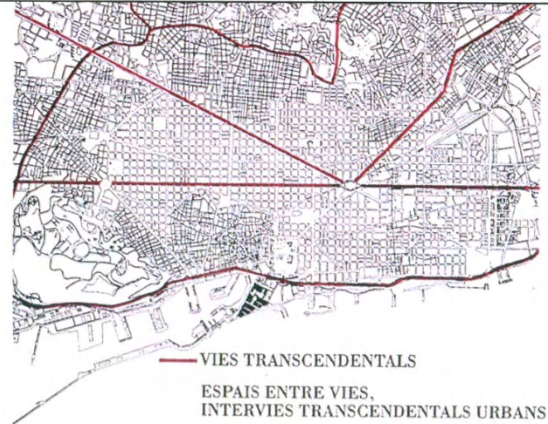 VIES TRANSCENDENTALS
ESPAIS ENTRE VIES,
INTERVIES TRANSCENDENTALS URBANS